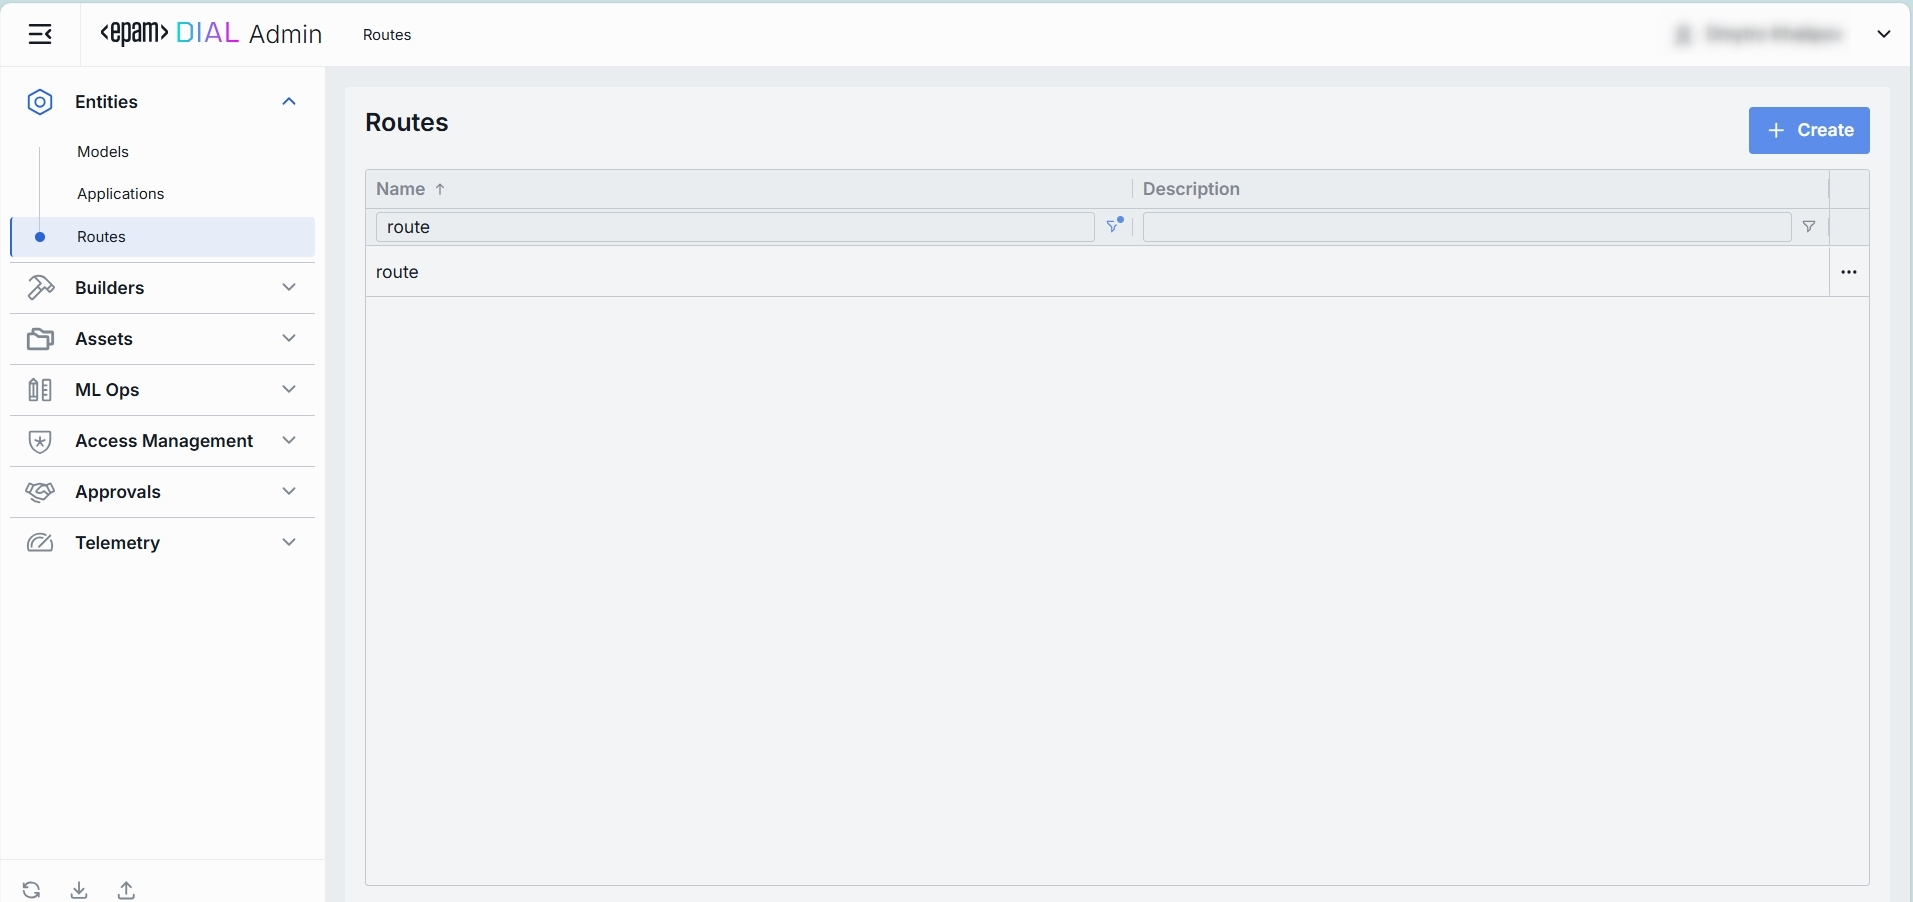 <epam> DIAL Admin
Routes
Entities
Models
Applications
Routes
Builders
Assets
ML Ops
Access Management
Approvals
Telemetry
Routes
+ Create
Name ↑
Description
route
route